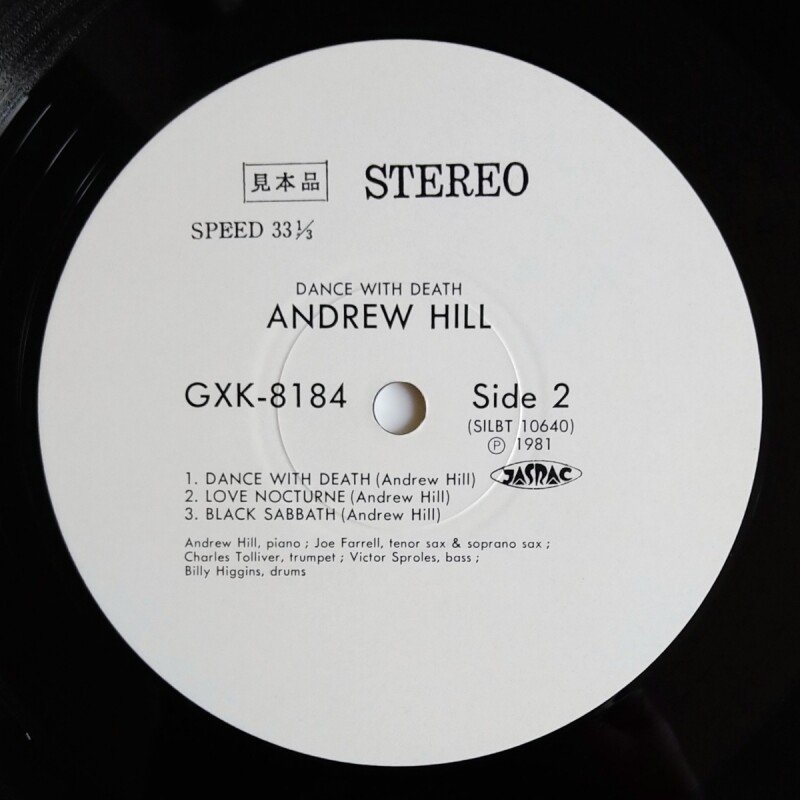 見本品 STEREO
SPEED 33⅓
DANCE WITH DEATH
ANDREW HILL
GXK-8184 Side 2
(SILBT 10640)
Ⓟ 1981
JASRAC
1. DANCE WITH DEATH (Andrew Hill)
2. LOVE NOCTURNE (Andrew Hill)
3. BLACK SABBATH (Andrew Hill)
Andrew Hill, piano ; Joe Farrell, tenor sax & soprano sax ;
Charles Tolliver, trumpet ; Victor Sproles, bass ;
Billy Higgins, drums